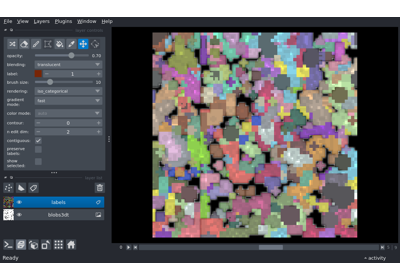 File View Layers Plugins Window Help
opacity: 0.70
blending: translucent
label: 1
brush size: 10
rendering: iso_categorical
gradient mode: fast
color mode:
contour: 0
n edit dim: 2
contiguous:
preserve labels:
show selected:
labels
blobs3dt
Ready
activity